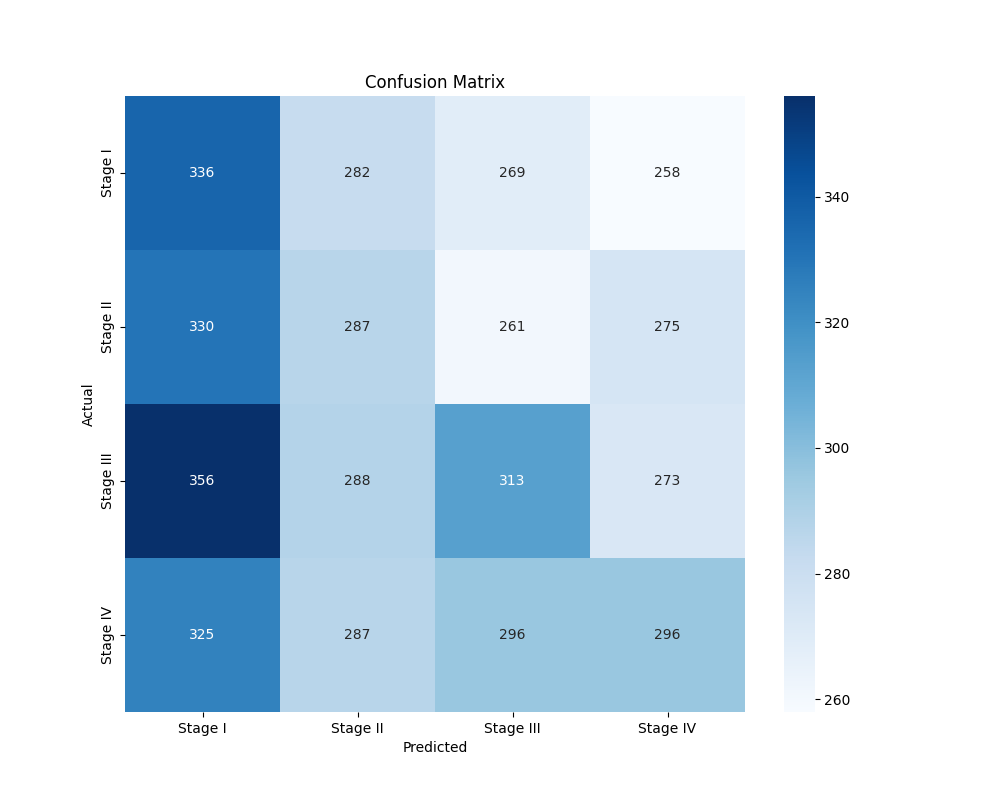 Confusion Matrix
Stage I 336 282 269 258
Stage II 330 287 261 275
Stage III 356 288 313 273
Stage IV 325 287 296 296
Actual
Stage I Stage II Stage III Stage IV
Predicted
340
320
300
280
260